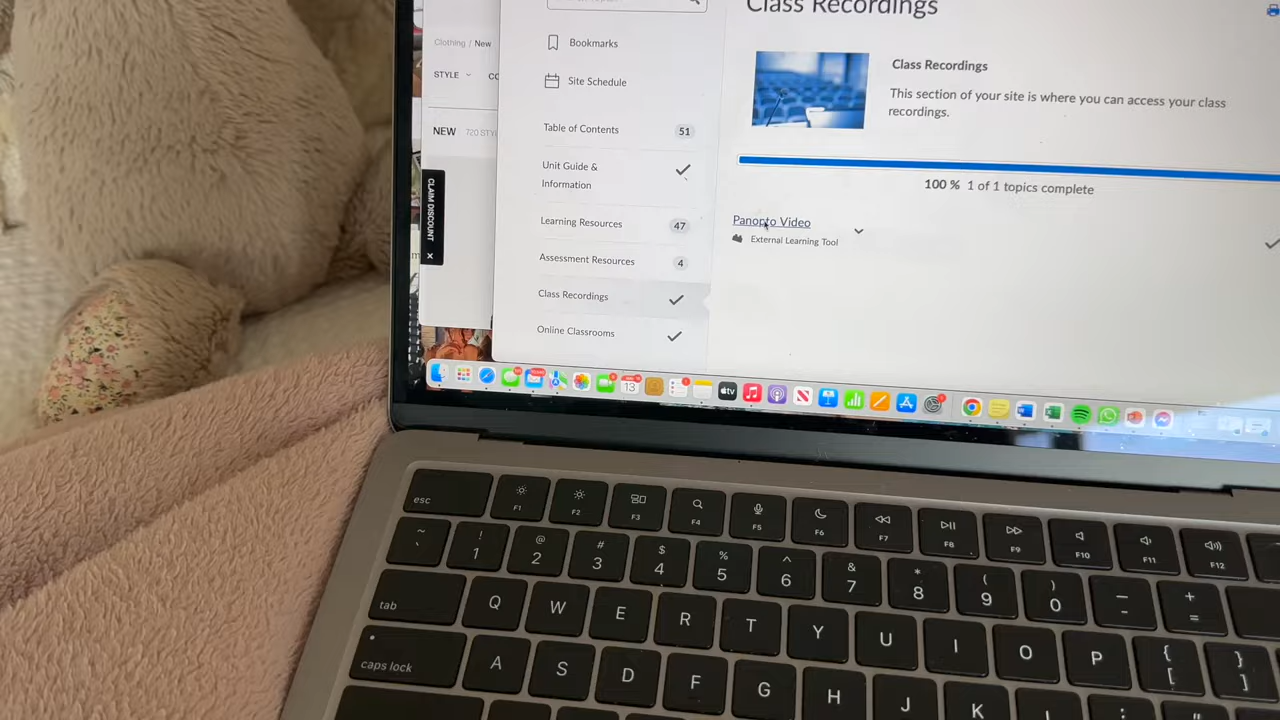 Class Recordings
Clothing / New
Bookmarks
Class Recordings
STYLE
Site Schedule
This section of your site is where you can access your class
recordings.
NEW
Table of Contents 51
Unit Guide &
Information
100 % 1 of 1 topics complete
CLAIM DISCOUNT
x
Learning Resources 47
Panopto Video
External Learning Tool
Assessment Resources 4
Class Recordings
Online Classrooms
13
tv
esc F1 F2 F3 F4 F5 F6 F7 F8 F9 F10 F11 F12
~ ! @ # $ % ^ & * ( ) — +
` 1 2 3 4 5 6 7 8 9 0 - =
tab Q W E R T Y U I O P { [ } ]
caps lock A S D F G H J K L